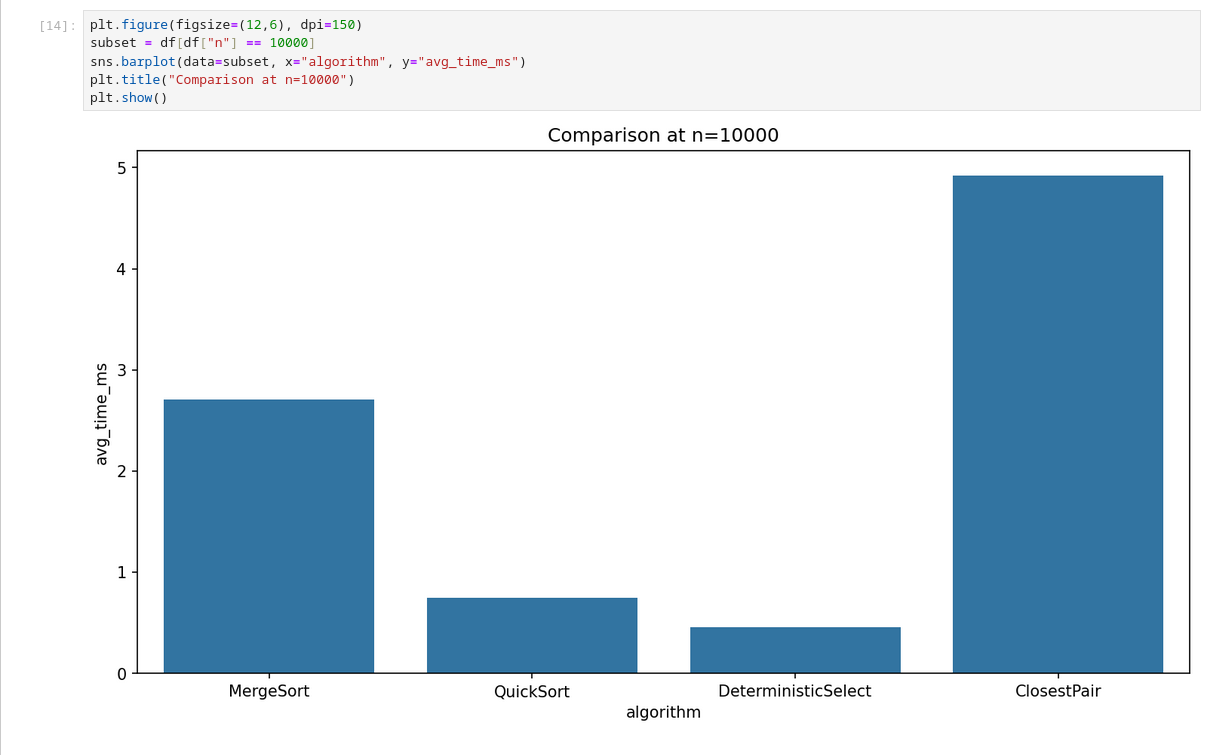 [14]:
plt.figure(figsize=(12,6), dpi=150)
subset = df[df["n"] == 10000]
sns.barplot(data=subset, x="algorithm", y="avg_time_ms")
plt.title("Comparison at n=10000")
plt.show()
Comparison at n=10000
5
4
3
2
1
0
avg_time_ms
MergeSort QuickSort DeterministicSelect ClosestPair
algorithm